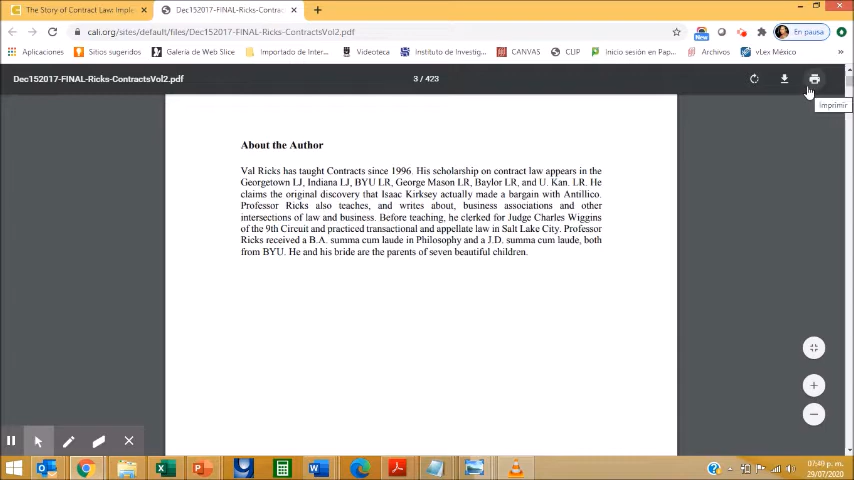 The Story of Contract Law: Imple
Dec152017-FINAL-Ricks-Contract
cali.org/sites/default/files/Dec152017-FINAL-Ricks-ContractsVol2.pdf
En pausa
Aplicaciones
Sitios sugeridos
Galería de Web Slice
Importado de Inter...
Videoteca
Instituto de Investig...
New
CANVAS
CLIP
Inicio sesión en Pap...
Archivos
vLex México
Dec152017-FINAL-Ricks-ContractsVol2.pdf
3 / 423
Imprimir
About the Author
Val Ricks has taught Contracts since 1996. His scholarship on contract law appears in the
Georgetown LJ, Indiana LJ, BYU LR, George Mason LR, Baylor LR, and U. Kan. LR. He
claims the original discovery that Isaac Kirksey actually made a bargain with Antillico.
Professor Ricks also teaches, and writes about, business associations and other
intersections of law and business. Before teaching, he clerked for Judge Charles Wiggins
of the 9th Circuit and practiced transactional and appellate law in Salt Lake City. Professor
Ricks received a B.A. summa cum laude in Philosophy and a J.D. summa cum laude, both
from BYU. He and his bride are the parents of seven beautiful children.
07:49 p. m.
29/07/2020